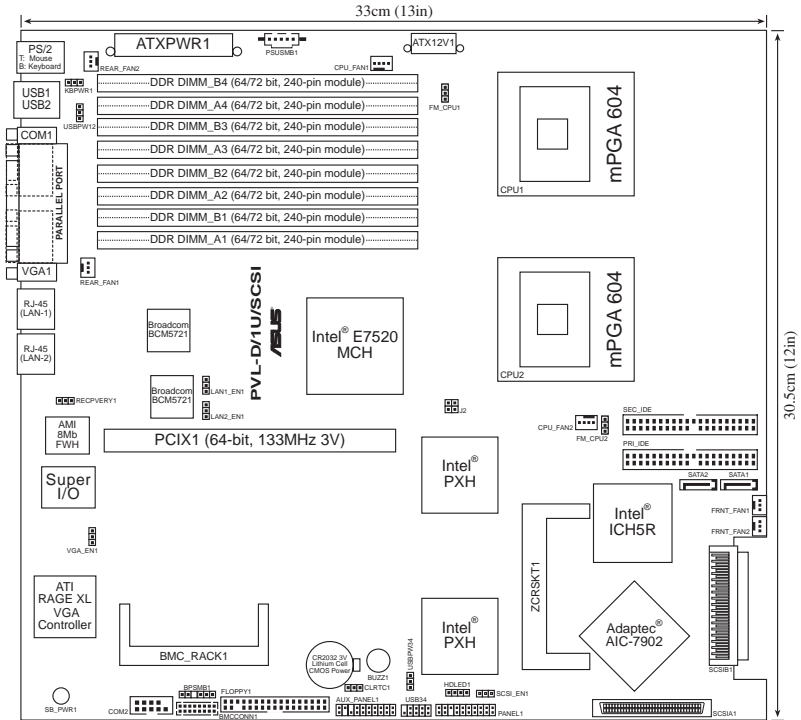 33cm (13in)
PS/2
T: Mouse
B: Keyboard
REAR_FAN2
ATXPWR1
PSUSMB1
CPU_FAN1
ATX12V1
KBPWR1
USB1
USB2
USBPW12
FM_CPU1
COM1
PARALLEL PORT
VGA1
DDR DIMM_B4 (64/72 bit, 240-pin module)
DDR DIMM_A4 (64/72 bit, 240-pin module)
DDR DIMM_B3 (64/72 bit, 240-pin module)
DDR DIMM_A3 (64/72 bit, 240-pin module)
DDR DIMM_B2 (64/72 bit, 240-pin module)
DDR DIMM_A2 (64/72 bit, 240-pin module)
DDR DIMM_B1 (64/72 bit, 240-pin module)
DDR DIMM_A1 (64/72 bit, 240-pin module)
mPGA 604
CPU1
mPGA 604
CPU2
30.5cm (12in)
REAR_FAN1
RJ-45
(LAN-1)
RJ-45
(LAN-2)
Broadcom
BCM5721
Broadcom
BCM5721
PVL-D/1U/SCSI
ASUS
Intel® E7520
MCH
LAN1_EN1
LAN2_EN1
RECPVERY1
J2
CPU_FAN2
FM_CPU2
SEC_IDE
PRI_IDE
AMI
8Mb
FWH
PCIX1 (64-bit, 133MHz 3V)
Super
I/O
Intel®
PXH
SATA2
SATA1
FRNT_FAN1
FRNT_FAN2
Intel®
ICH5R
VGA_EN1
ZCRSKT1
ATI
RAGE XL
VGA
Controller
BMC_RACK1
Intel®
PXH
Adaptec®
AIC-7902
SCSIB1
CR2032 3V
Lithium Cell
CMOS Power
BUZZ1
CLRTC1
USBPW34
HDLED1
SCSI_EN1
SB_PWR1
COM2
BPSMB1
BMCCONN1
FLOPPY1
AUX_PANEL1
USB34
PANEL1
SCSIA1